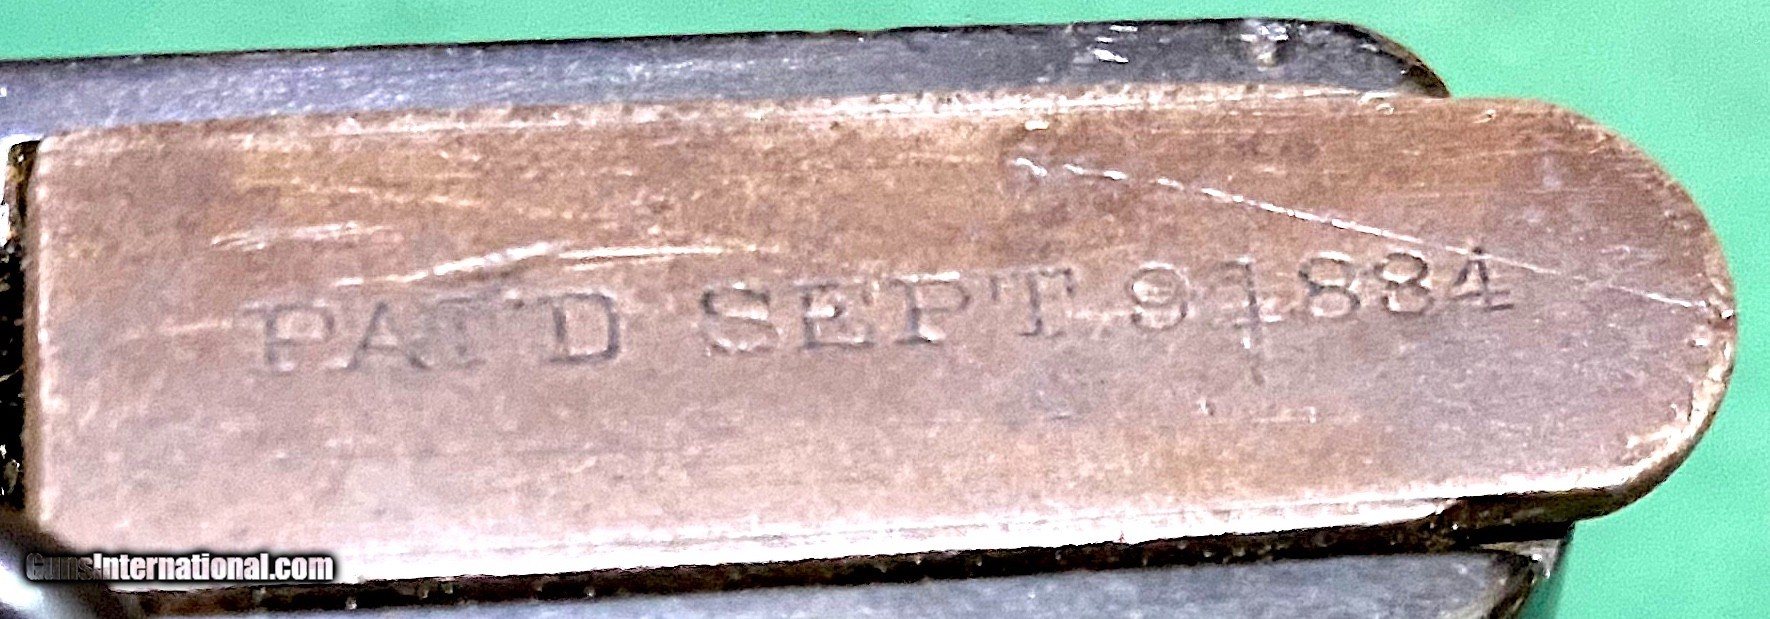 PAT'D SEPT 9 1884
GunsInternational.com